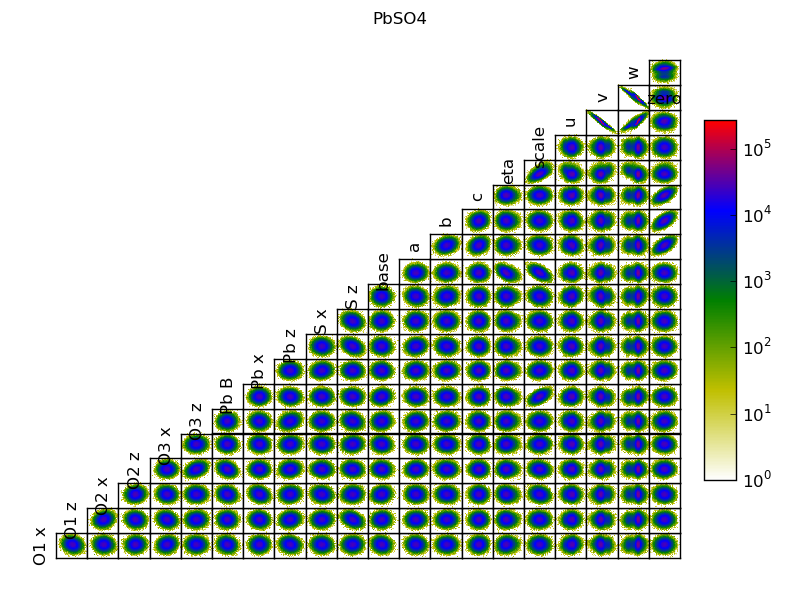 PbSO4
w
zero
v
u
scale
eta
c
b
a
base
S z
S x
Pb z
Pb x
Pb B
O3 z
O3 x
O2 z
O2 x
O1 z
O1 x
10^5
10^4
10^3
10^2
10^1
10^0